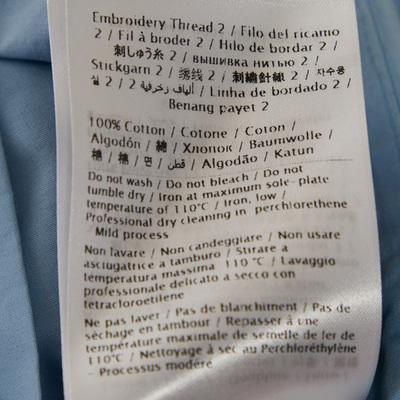 Embroidery Thread 2 / Filo del ricamo
2 / Fil à broder 2 / Hilo de bordar 2 /
刺しゅう糸 2 / вышивка нитью 2 /
Stickgarn 2 / 绣线 2 / 刺繡針織 2 / 자수용
실 2 / 2 ألياف زخرفية / Linha de bordado 2 /
Benang payet 2
100% Cotton / Cotone / Coton /
Algodón / 綿 / Хлопок / Baumwolle /
棉 / 棉 / 면 / قطن / Algodão / Katun
Do not wash / Do not bleach / Do not
tumble dry / Iron at maximum sole- plate
temperature of 110°C / Iron, low /
Professional dry cleaning in perchlorethene
- Mild process
Non lavare / Non candeggiare / Non usare
asciugatrice a tamburo / Stirare a
temperatura massima 110 °C / Lavaggio
professionale delicato a secco con
tetracloroetilene
Ne pas laver / Pas de blanchiment / Pas de
séchage en tambour / Repasser à une
température maximale de semelle de fer de
110°C / Nettoyage à sec au Perchloréthylène
- Processus modéré